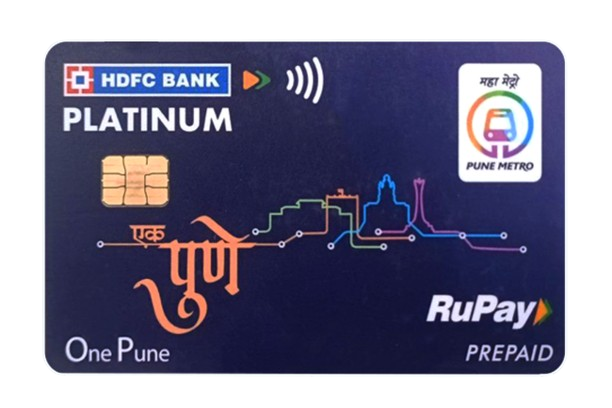 HDFC BANK
PLATINUM
महा मेट्रो
PUNE METRO
एक
पुणे
RuPay
One Pune
PREPAID